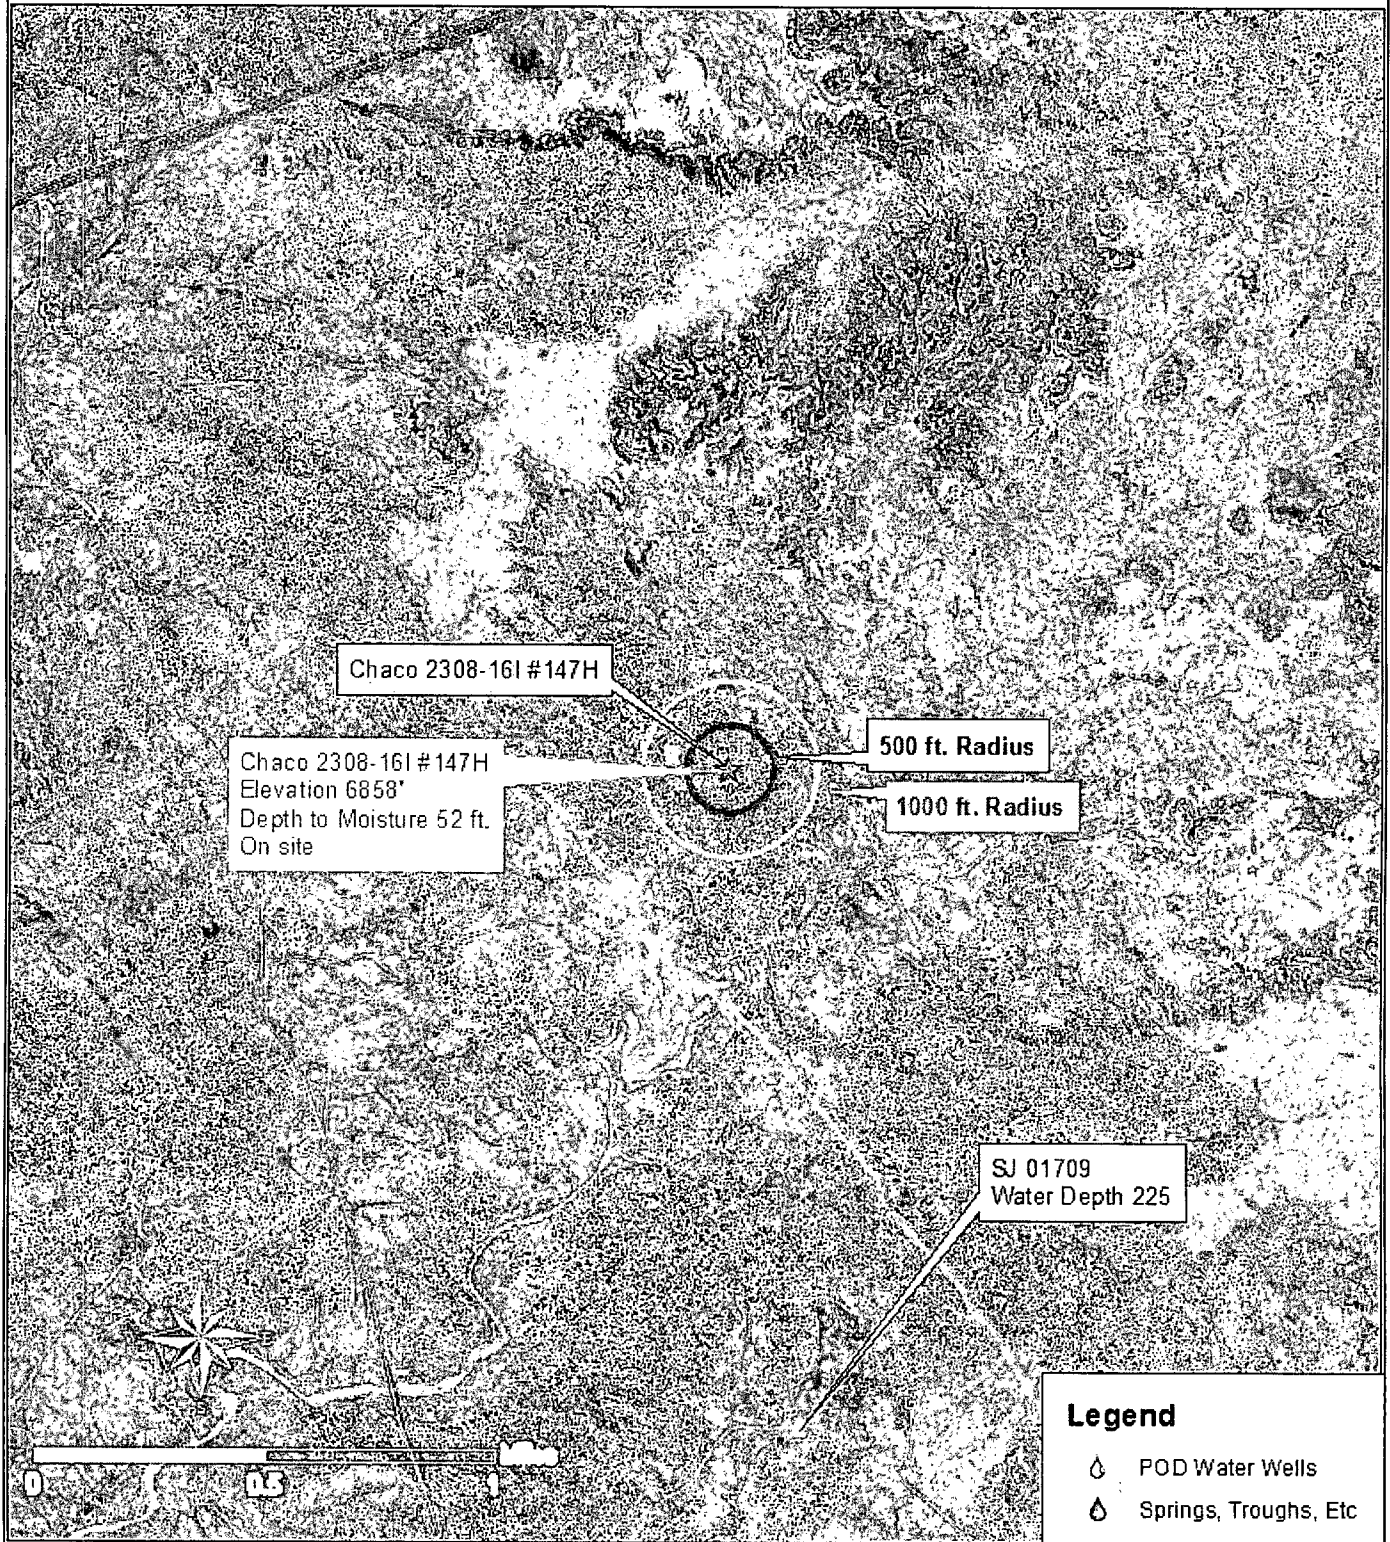 Chaco 2308-16I #147H
500 ft. Radius
Chaco 2308-16I #147H
Elevation 6858'
Depth to Moisture 52 ft.
On site
1000 ft. Radius
SJ 01709
Water Depth 225
Legend
POD Water Wells
Springs, Troughs, Etc
0 0.5 1
Miles